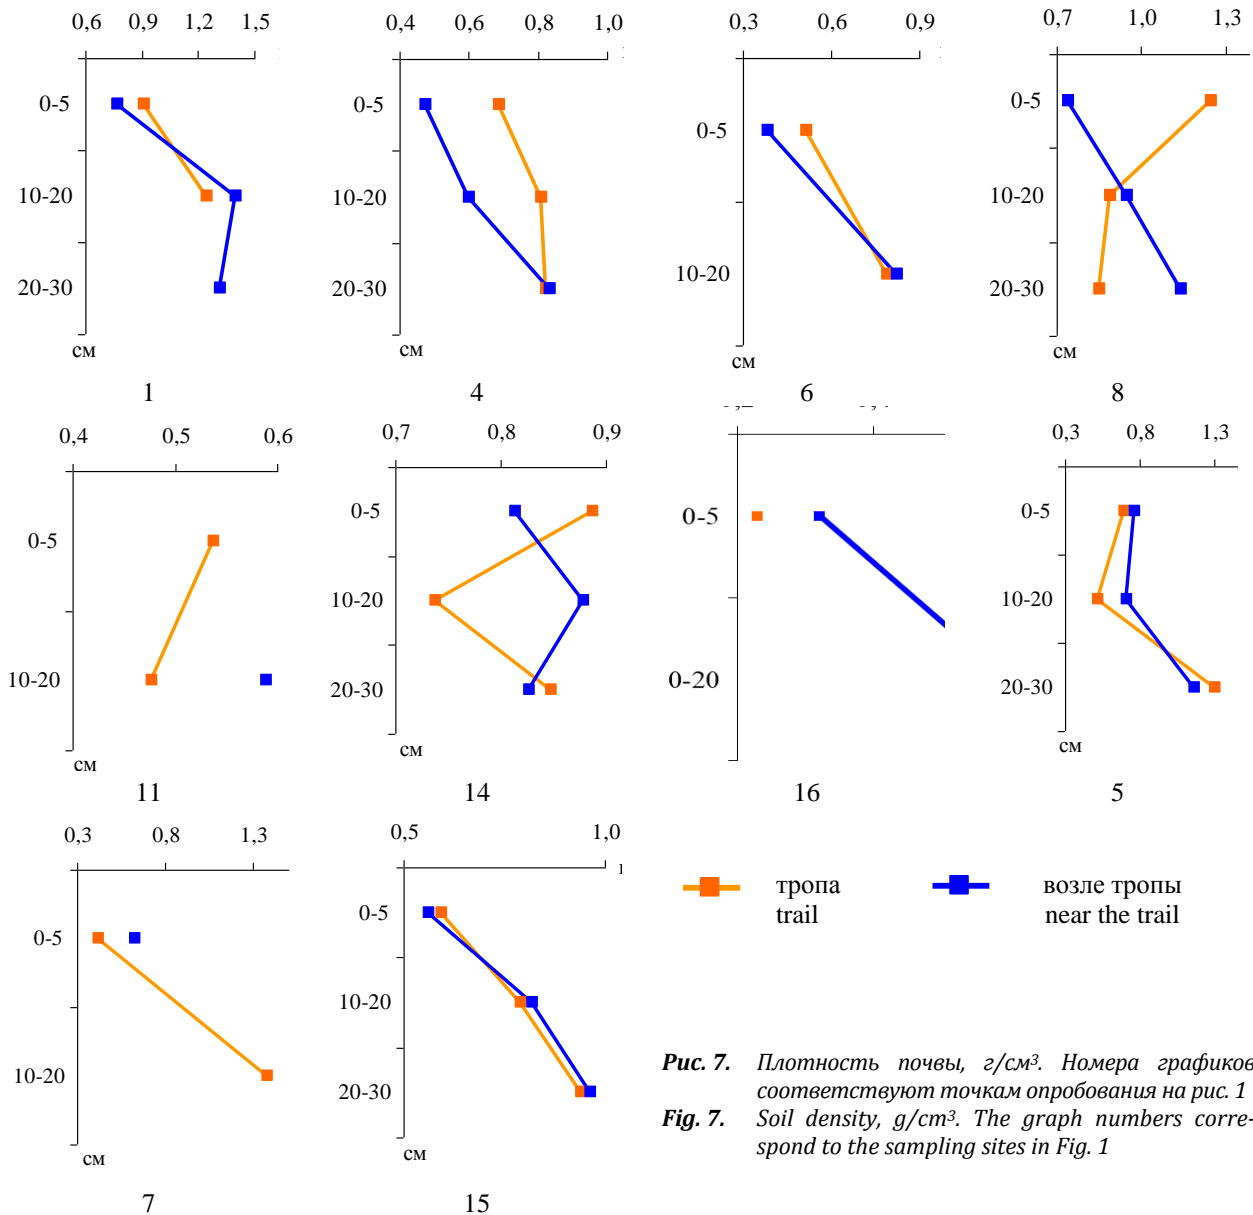 0,6 0,9 1,2 1,5
0-5
10-20
20-30
см
1
0,4 0,6 0,8 1,0
0-5
10-20
20-30
см
4
0,3 0,6 0,9
0-5
10-20
см
6
0,7 1,0 1,3
0-5
10-20
20-30
см
8
0,4 0,5 0,6
0-5
10-20
см
11
0,7 0,8 0,9
0-5
10-20
20-30
см
14
0-5
0-20
16
0,3 0,8 1,3
0-5
10-20
20-30
см
5
0,3 0,8 1,3
0-5
10-20
см
7
0,5 1,0
0-5
10-20
20-30
см
15
тропа
trail
возле тропы
near the trail
Рис. 7. Плотность почвы, г/см³. Номера графиков
соответствуют точкам опробования на рис. 1
Fig. 7. Soil density, g/cm³. The graph numbers corre-
spond to the sampling sites in Fig. 1